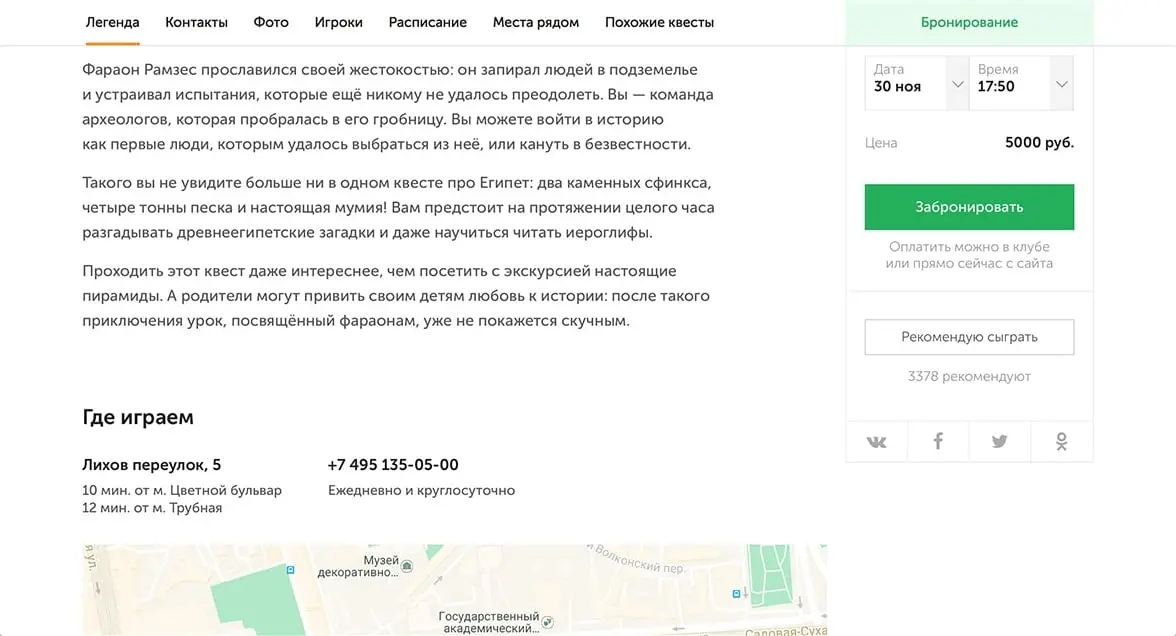 Легенда Контакты Фото Игроки Расписание Места рядом Похожие квесты
Фараон Рамзес прославился своей жестокостью: он запирал людей в подземелье
и устраивал испытания, которые ещё никому не удалось преодолеть. Вы — команда
археологов, которая пробралась в его гробницу. Вы можете войти в историю
как первые люди, которым удалось выбраться из неё, или кануть в безвестности.
Такого вы не увидите больше ни в одном квесте про Египет: два каменных сфинкса,
четыре тонны песка и настоящая мумия! Вам предстоит на протяжении целого часа
разгадывать древнеегипетские загадки и даже научиться читать иероглифы.
Проходить этот квест даже интереснее, чем посетить с экскурсией настоящие
пирамиды. А родители могут привить своим детям любовь к истории: после такого
приключения урок, посвящённый фараонам, уже не покажется скучным.
Где играем
Лихов переулок, 5
10 мин. от м. Цветной бульвар
12 мин. от м. Трубная
+7 495 135-05-00
Ежедневно и круглосуточно
я ул.
Музей
декоративно...
Государственный
академический...
Волконский пер.
Садовая-Суха
Бронирование
Дата
30 ноя
Время
17:50
Цена 5000 руб.
Забронировать
Оплатить можно в клубе
или прямо сейчас с сайта
Рекомендую сыграть
3378 рекомендуют